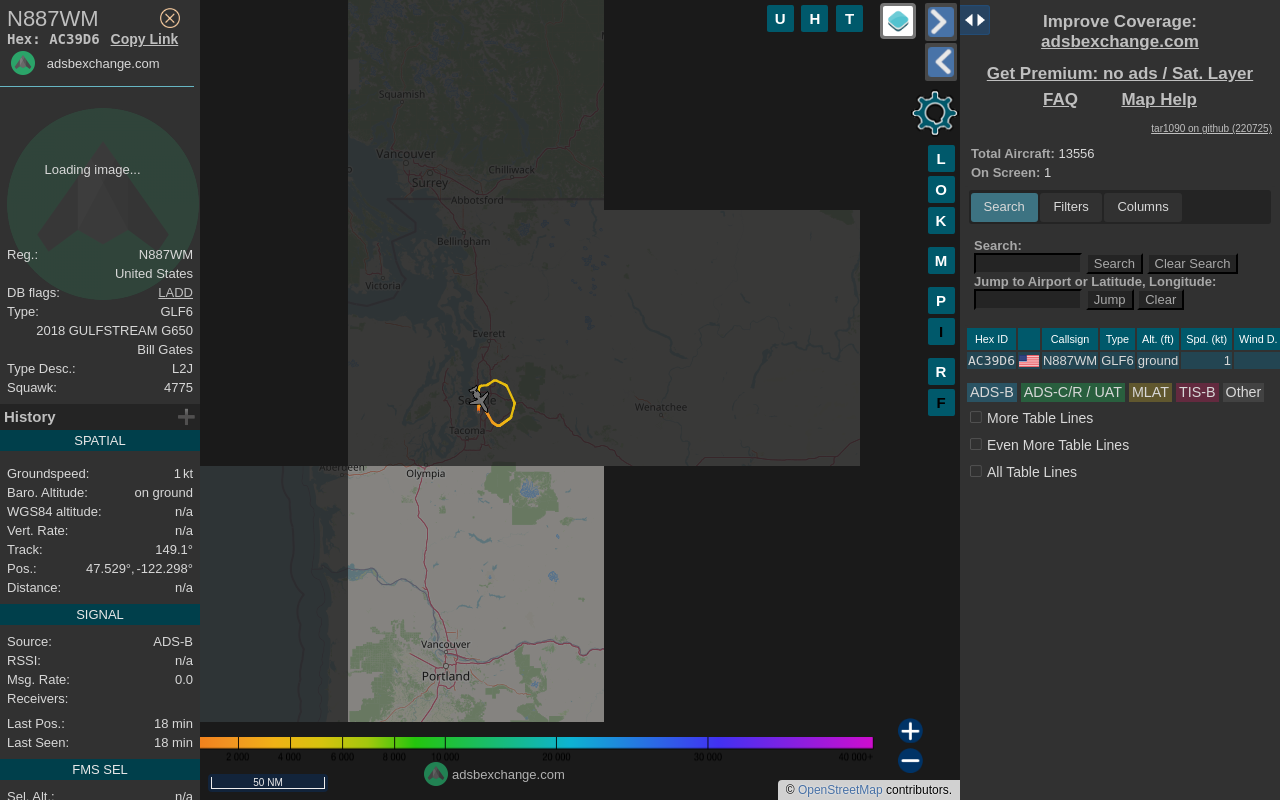 N887WM
Hex: AC39D6 Copy Link
adsbexchange.com
Loading image...
Reg.: N887WM
United States
DB flags: LADD
Type: GLF6
2018 GULFSTREAM G650
Bill Gates
Type Desc.: L2J
Squawk: 4775
History
SPATIAL
Groundspeed: 1 kt
Baro. Altitude: on ground
WGS84 altitude: n/a
Vert. Rate: n/a
Track: 149.1°
Pos.: 47.529°, -122.298°
Distance: n/a
SIGNAL
Source: ADS-B
RSSI: n/a
Msg. Rate: 0.0
Receivers:
Last Pos.: 18 min
Last Seen: 18 min
FMS SEL
Sel. Alt.: n/a
Squamish
Vancouver
Chilliwack
Surrey
Abbotsford
Bellingham
Victoria
Everett
Wenatchee
Tacoma
Aberdeen
Olympia
Vancouver
Portland
2 000 4 000 6 000 8 000 10 000 20 000 30 000 40 000+
50 NM
adsbexchange.com
© OpenStreetMap contributors.
U H T
L
O
K
M
P
I
R
F
Improve Coverage:
adsbexchange.com
Get Premium: no ads / Sat. Layer
FAQ Map Help
tar1090 on github (220725)
Total Aircraft: 13556
On Screen: 1
Search Filters Columns
Search:
Search Clear Search
Jump to Airport or Latitude, Longitude:
Jump Clear
Hex ID Callsign Type Alt. (ft) Spd. (kt) Wind D.
AC39D6 N887WM GLF6 ground 1
ADS-B ADS-C/R / UAT MLAT TIS-B Other
More Table Lines
Even More Table Lines
All Table Lines